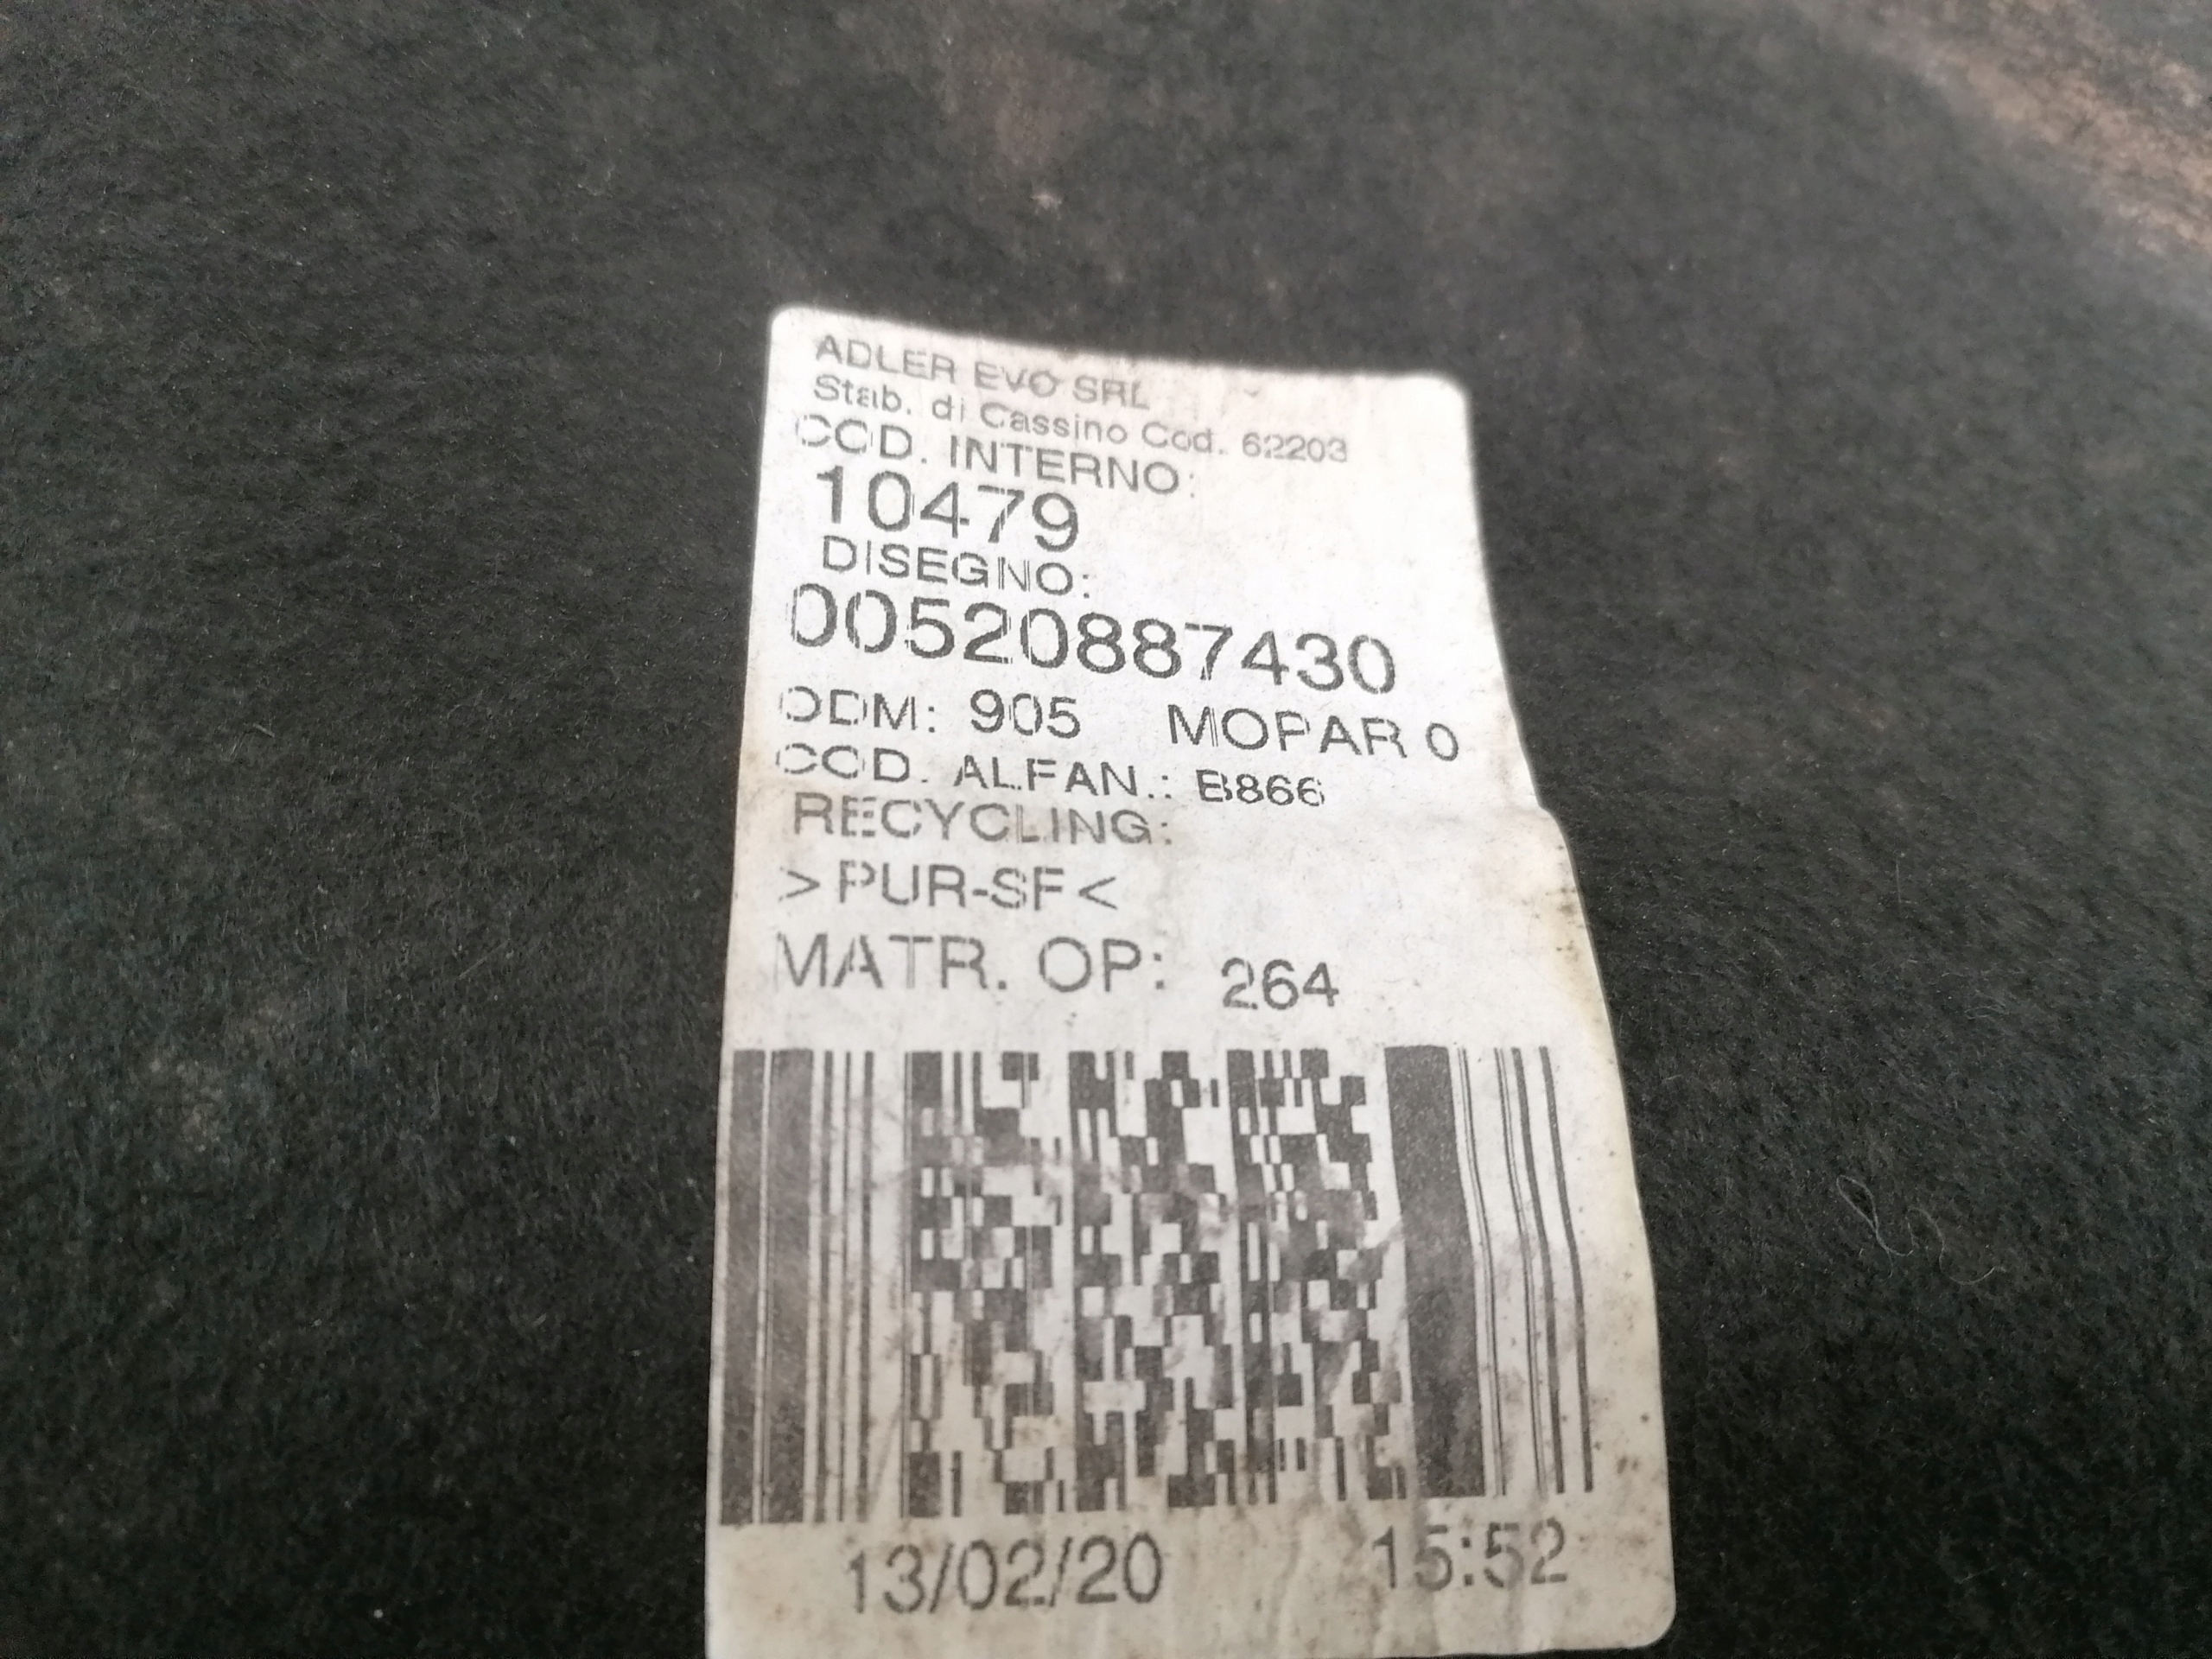 ADLER EVO SRL
Stab. di Cassino Cod. 62203
COD. INTERNO:
10479
DISEGNO:
00520887430
ODM: 905 MOPAR 0
COD. ALFAN.: B866
RECYCLING:
>PUR-SF<
MATR. OP: 264
13/02/20 15:52